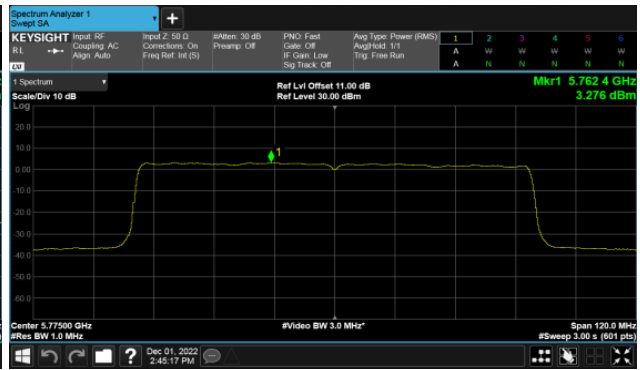 Spectrum Analyzer 1
Swept SA
+
KEYSIGHT Input: RF Input Z: 50 Ω #Atten: 30 dB PNO: Fast Avg Type: Power (RMS) 1 2 3 4 5 6
RL Coupling: AC Corrections: On Preamp: Off Gate: Off Avg|Hold: 1/1 A W W W W W
Align: Auto Freq Ref: Int (S) IF Gain: Low Trig: Free Run
LXI Sig Track: Off A N N N N N
1 Spectrum Ref Lvl Offset 11.00 dB Mkr1 5.762 4 GHz
Scale/Div 10 dB Ref Level 30.00 dBm 3.276 dBm
Log
20.0
10.0
1
0.00
-10.0
-20.0
-30.0
-40.0
-50.0
-60.0
Center 5.77500 GHz #Video BW 3.0 MHz* Span 120.0 MHz
#Res BW 1.0 MHz #Sweep 3.00 s (601 pts)
? Dec 01, 2022
2:45:17 PM